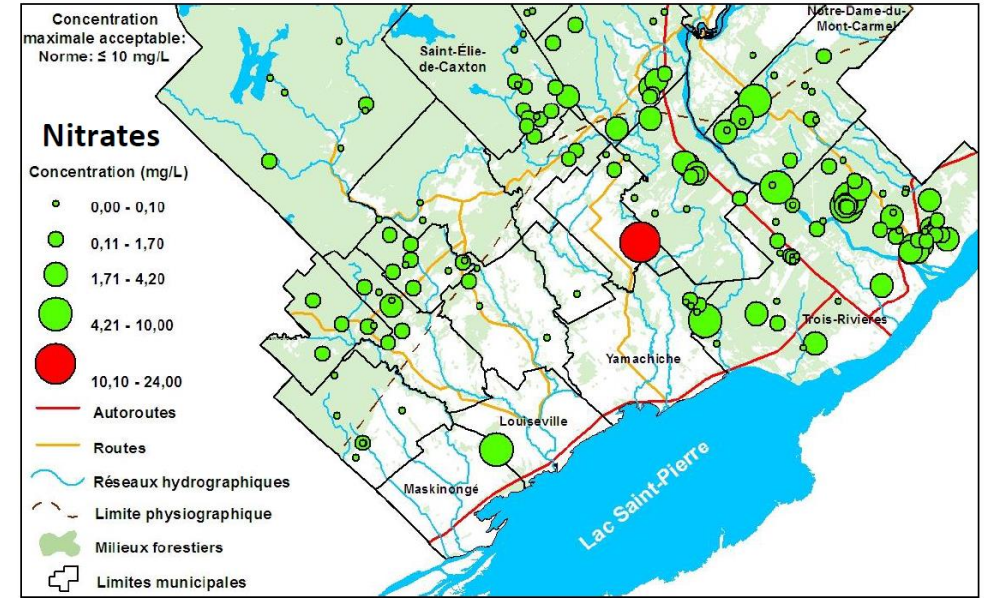 Concentration
maximale acceptable:
Norme: ≤ 10 mg/L
Nitrates
Concentration (mg/L)
0,00 - 0,10
0,11 - 1,70
1,71 - 4,20
4,21 - 10,00
10,10 - 24,00
Autoroutes
Routes
Réseaux hydrographiques
Limite physiographique
Milieux forestiers
Limites municipales
Notre-Dame-du-
Mont-Carmel
Saint-Élie-
de-Caxton
Trois-Rivières
Yamachiche
Louiseville
Maskinongé
Lac Saint-Pierre